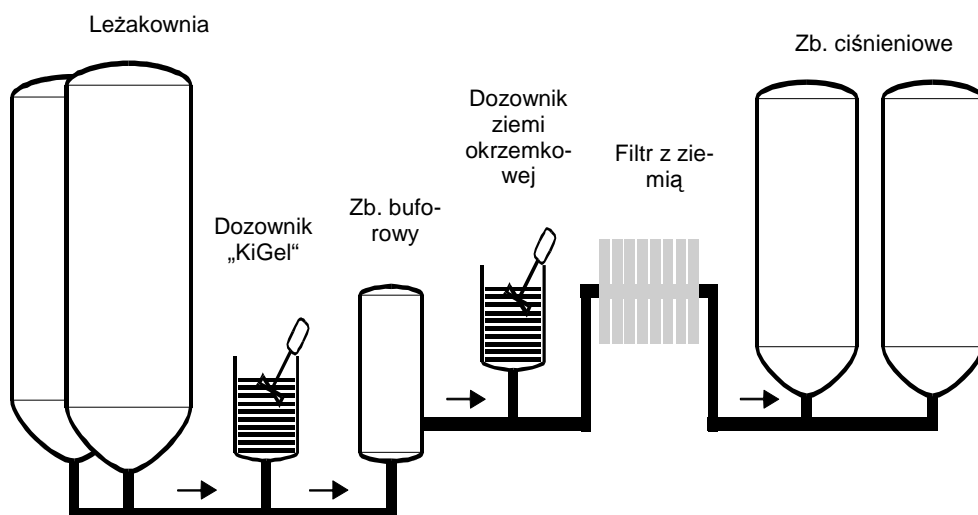 Leżakownia
Zb. ciśnieniowe
Dozownik
ziemi
okrzemko-
wej
Filtr z zie-
mią
Zb. bufo-
rowy
Dozownik
„KiGel“